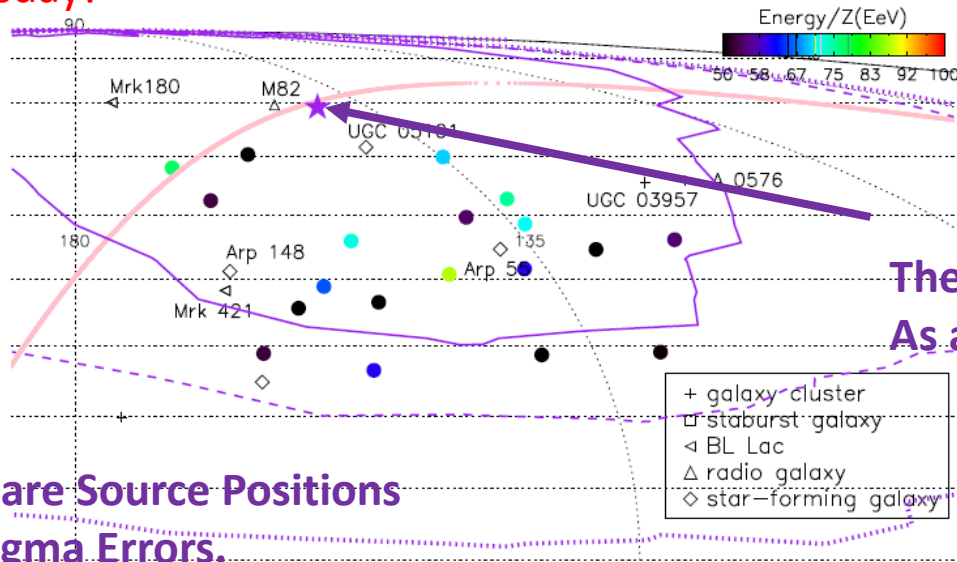 Energy/Z(EeV)
50 58 67 75 83 92 100
90
Mrk180
M82
UGC 05101
A 0576
UGC 03957
180
135
Arp 148
Arp 55
Mrk 421
The
As a
+ galaxy cluster
□ staburst galaxy
◁ BL Lac
△ radio galaxy
◇ star-forming galaxy
are Source Positions
gma Errors.